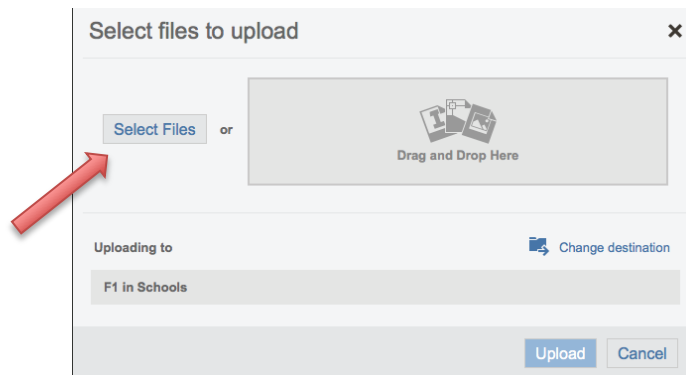 Select files to upload
Select Files or
Drag and Drop Here
Uploading to
Change destination
F1 in Schools
Upload Cancel